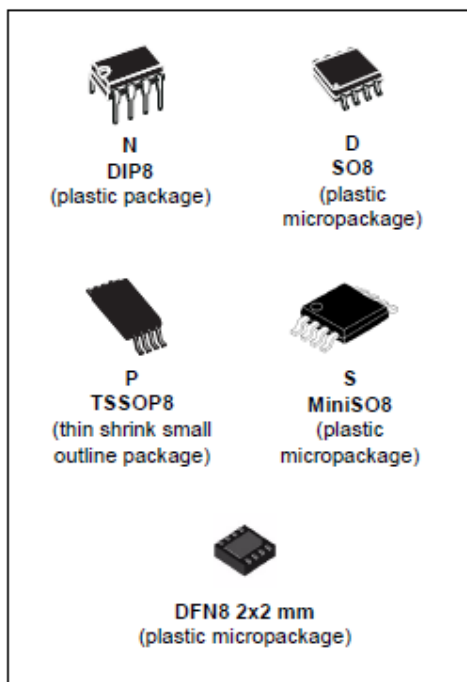 N
DIP8
(plastic package)
D
SO8
(plastic
micropackage)
P
TSSOP8
(thin shrink small
outline package)
S
MiniSO8
(plastic
micropackage)
DFN8 2x2 mm
(plastic micropackage)